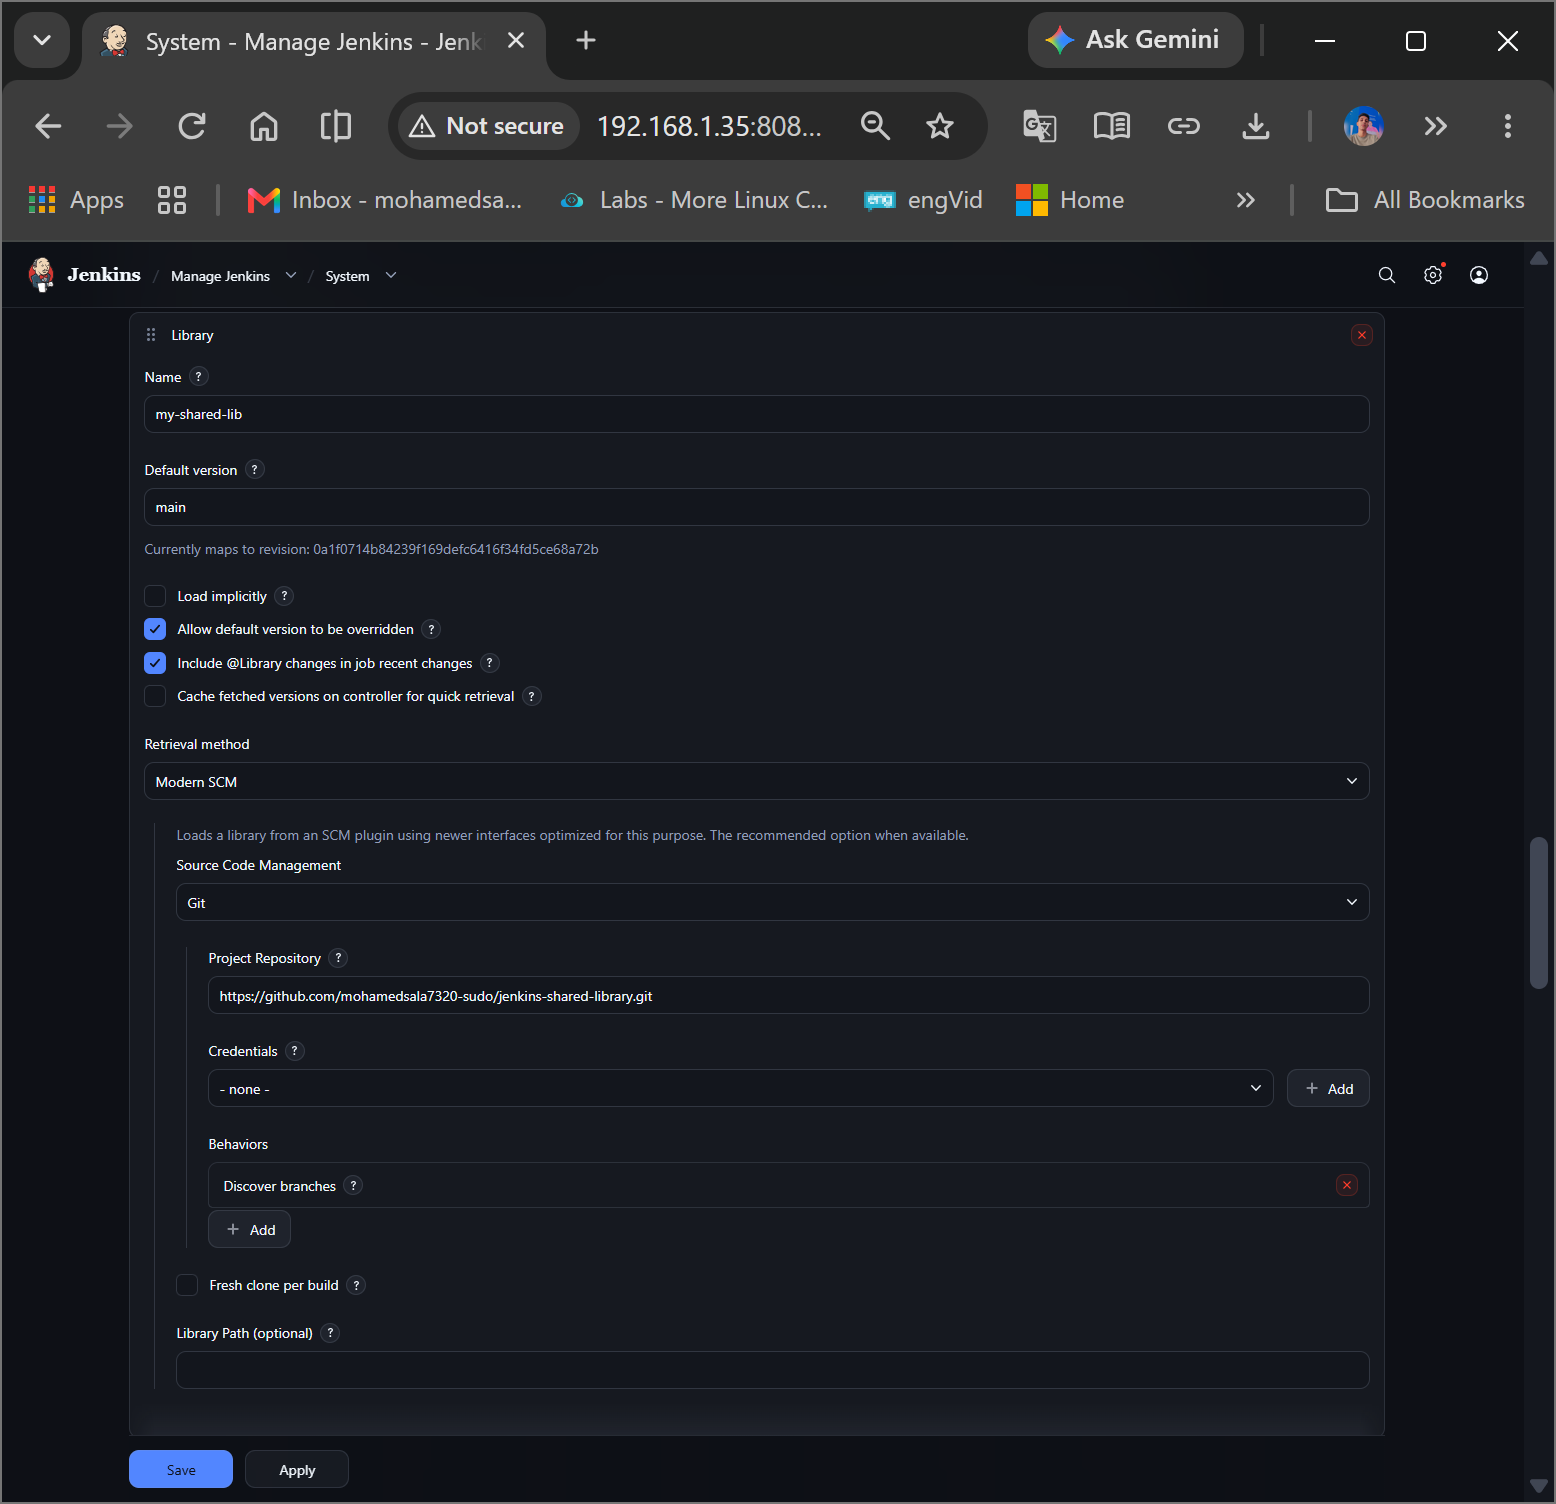 System - Manage Jenkins - Jenk
Ask Gemini
Not secure
192.168.1.35:808...
Apps
Inbox - mohamedsa...
Labs - More Linux C...
eng
engVid
Home
All Bookmarks
Jenkins / Manage Jenkins / System
Library
Name ?
my-shared-lib
Default version ?
main
Currently maps to revision: 0a1f0714b84239f169defc6416f34fd5ce68a72b
Load implicitly ?
Allow default version to be overridden ?
Include @Library changes in job recent changes ?
Cache fetched versions on controller for quick retrieval ?
Retrieval method
Modern SCM
Loads a library from an SCM plugin using newer interfaces optimized for this purpose. The recommended option when available.
Source Code Management
Git
Project Repository ?
https://github.com/mohamedsala7320-sudo/jenkins-shared-library.git
Credentials ?
- none -
+ Add
Behaviors
Discover branches ?
+ Add
Fresh clone per build ?
Library Path (optional) ?
Save
Apply